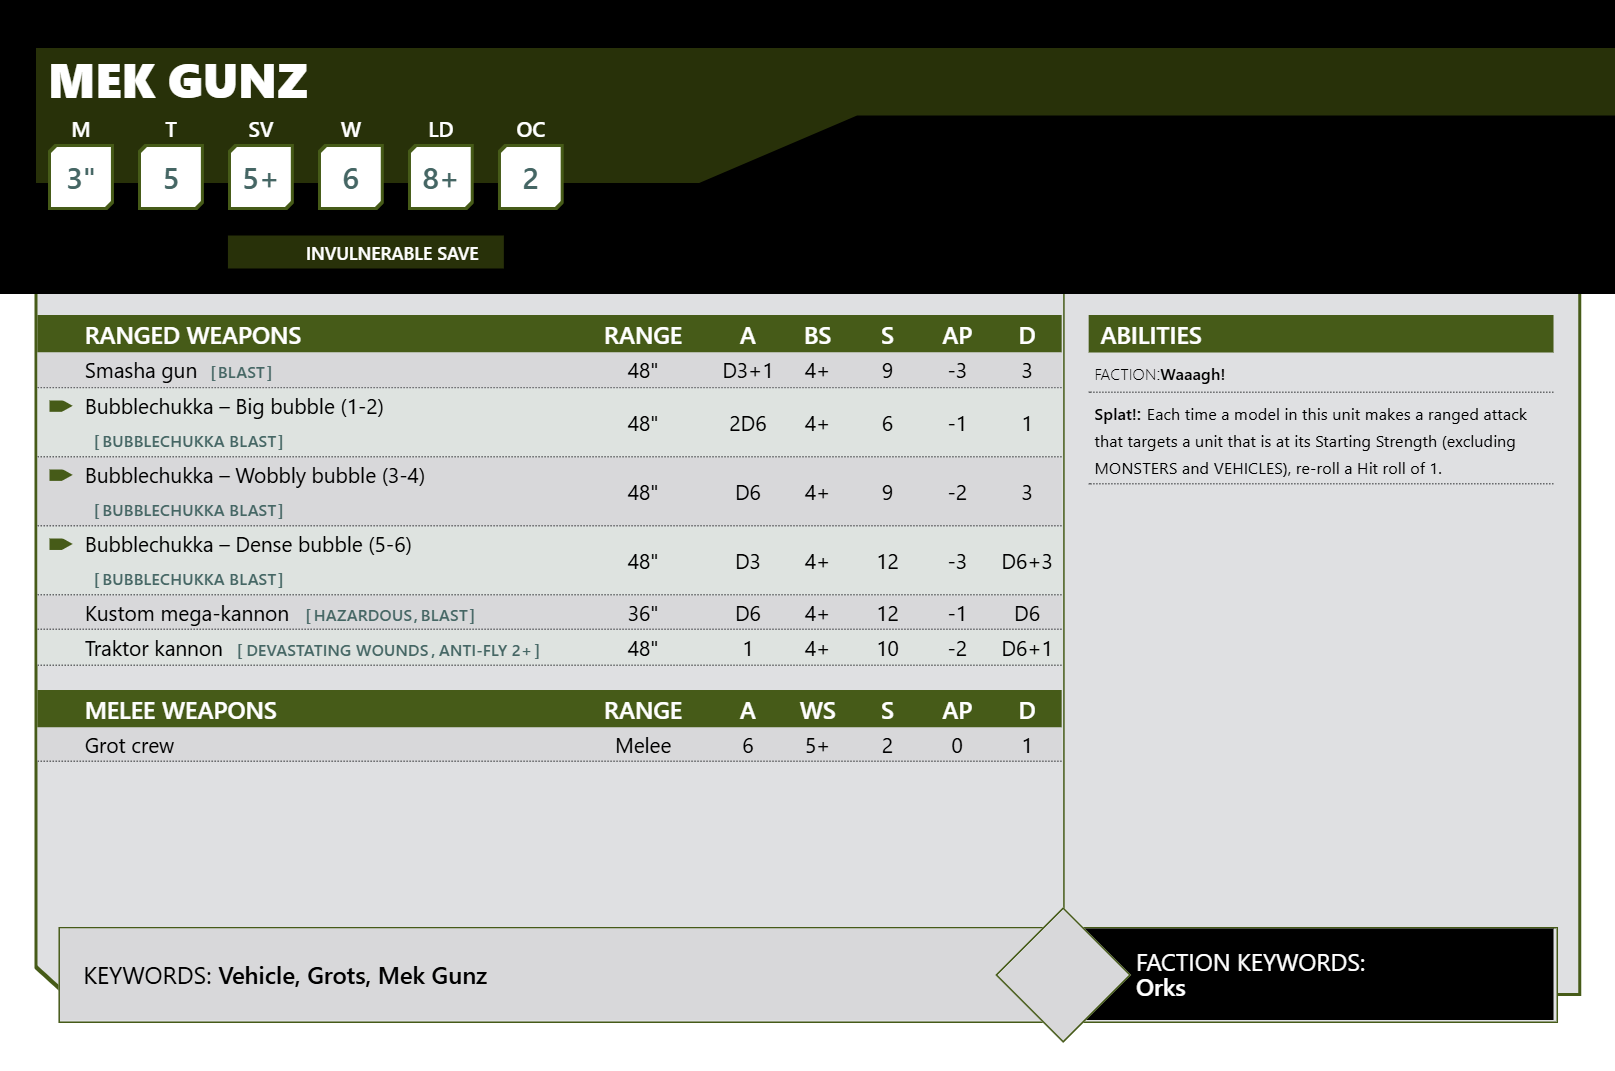 MEK GUNZ
M T SV W LD OC
3" 5 5+ 6 8+ 2
INVULNERABLE SAVE
RANGED WEAPONS RANGE A BS S AP D
Smasha gun [BLAST] 48" D3+1 4+ 9 -3 3
Bubblechukka – Big bubble (1-2)
[BUBBLECHUKKA BLAST] 48" 2D6 4+ 6 -1 1
Bubblechukka – Wobbly bubble (3-4)
[BUBBLECHUKKA BLAST] 48" D6 4+ 9 -2 3
Bubblechukka – Dense bubble (5-6)
[BUBBLECHUKKA BLAST] 48" D3 4+ 12 -3 D6+3
Kustom mega-kannon [HAZARDOUS, BLAST] 36" D6 4+ 12 -1 D6
Traktor kannon [DEVASTATING WOUNDS, ANTI-FLY 2+] 48" 1 4+ 10 -2 D6+1
MELEE WEAPONS RANGE A WS S AP D
Grot crew Melee 6 5+ 2 0 1
ABILITIES
FACTION:Waaagh!
Splat!: Each time a model in this unit makes a ranged attack
that targets a unit that is at its Starting Strength (excluding
MONSTERS and VEHICLES), re-roll a Hit roll of 1.
KEYWORDS: Vehicle, Grots, Mek Gunz
FACTION KEYWORDS:
Orks